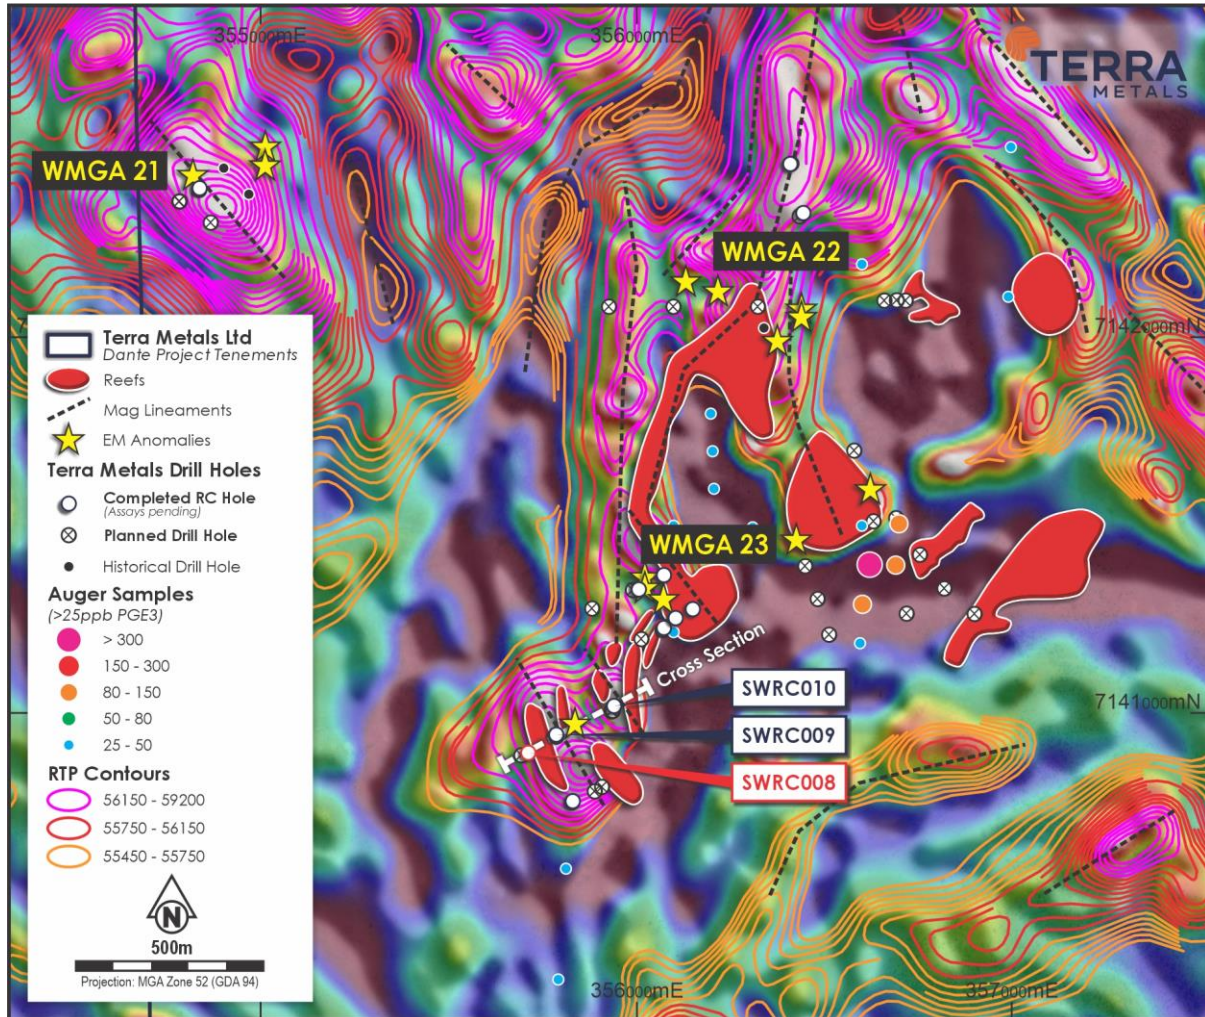 355000mE
356000mE
TERRA
METALS
WMGA 21
WMGA 22
7142000mN
Terra Metals Ltd
Dante Project Tenements
Reefs
Mag Lineaments
EM Anomalies
Terra Metals Drill Holes
Completed RC Hole
(Assays pending)
Planned Drill Hole
Historical Drill Hole
Auger Samples
(>25ppb PGE3)
> 300
150 - 300
80 - 150
50 - 80
25 - 50
RTP Contours
56150 - 59200
55750 - 56150
55450 - 55750
N
500m
Projection: MGA Zone 52 (GDA 94)
WMGA 23
Cross Section
SWRC010
7141000mN
SWRC009
SWRC008
356000mE
357000mE